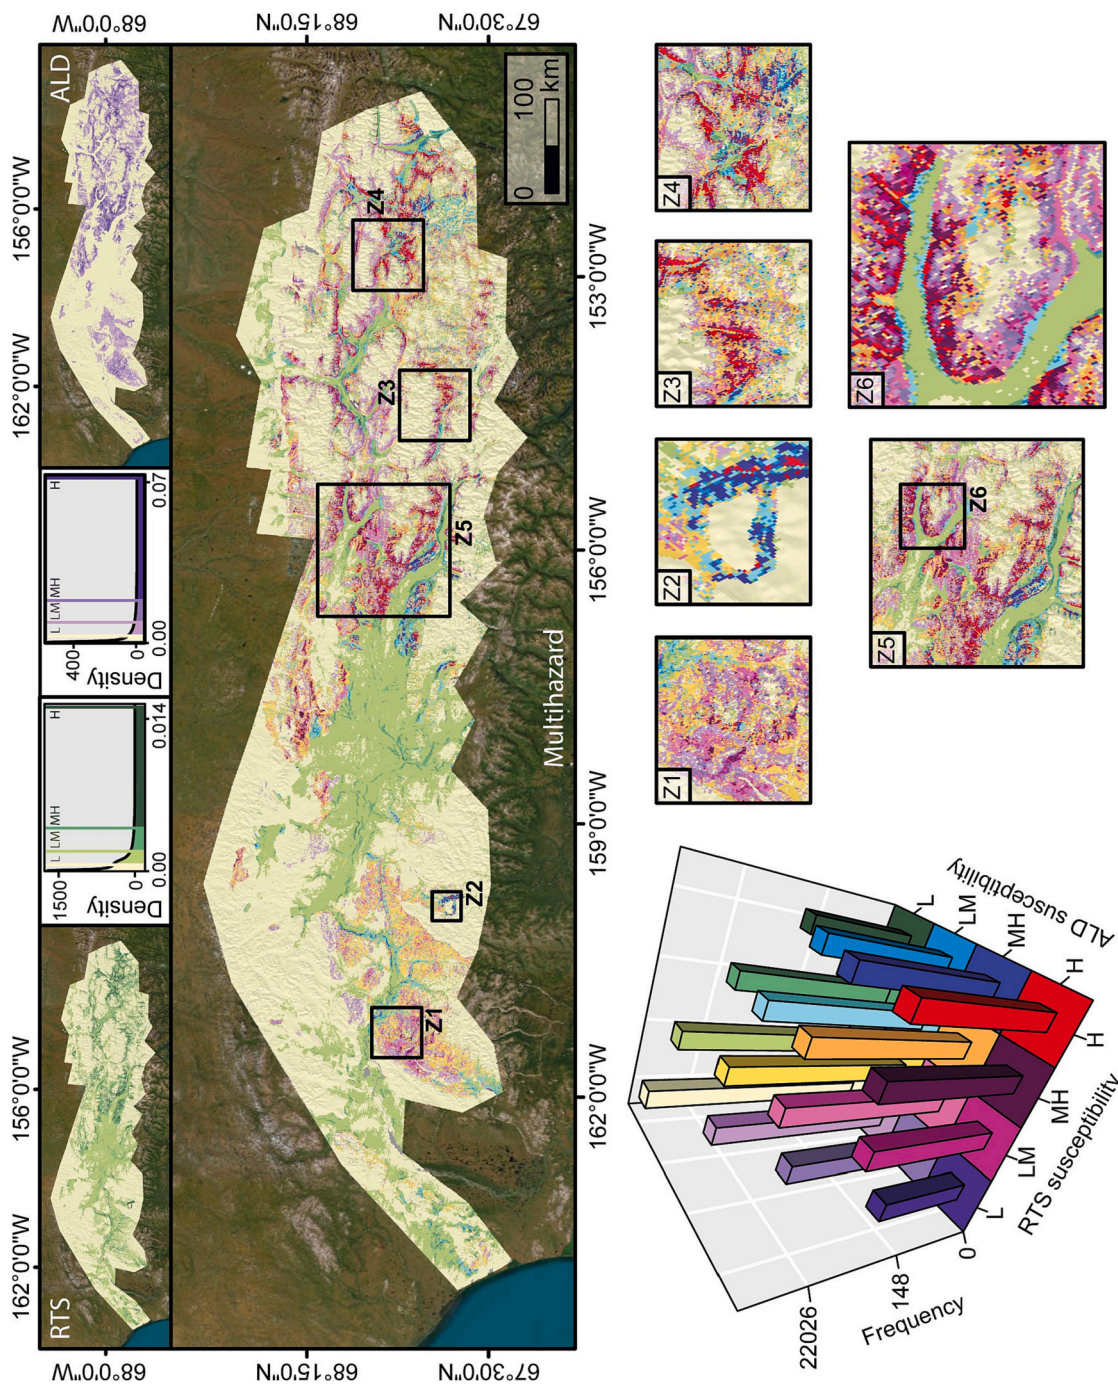 162°0'0"W
156°0'0"W
162°0'0"W
156°0'0"W
68°0'0"W
68°0'0"W
RTS
ALD
Density
1500
0
0.00
0.014
L
LM
MH
H
Density
400
0
0.00
0.07
L
LM
MH
H
68°15'0"N
68°15'0"N
67°30'0"N
67°30'0"N
Z1
Z2
Z3
Z4
Z5
Multihazard
0
100
km
162°0'0"W
159°0'0"W
156°0'0"W
153°0'0"W
Frequency
22026
148
0
L
LM
MH
H
RTS susceptibility
H
MH
LM
L
ALD susceptibility
Z1
Z2
Z3
Z4
Z5
Z6
Z6